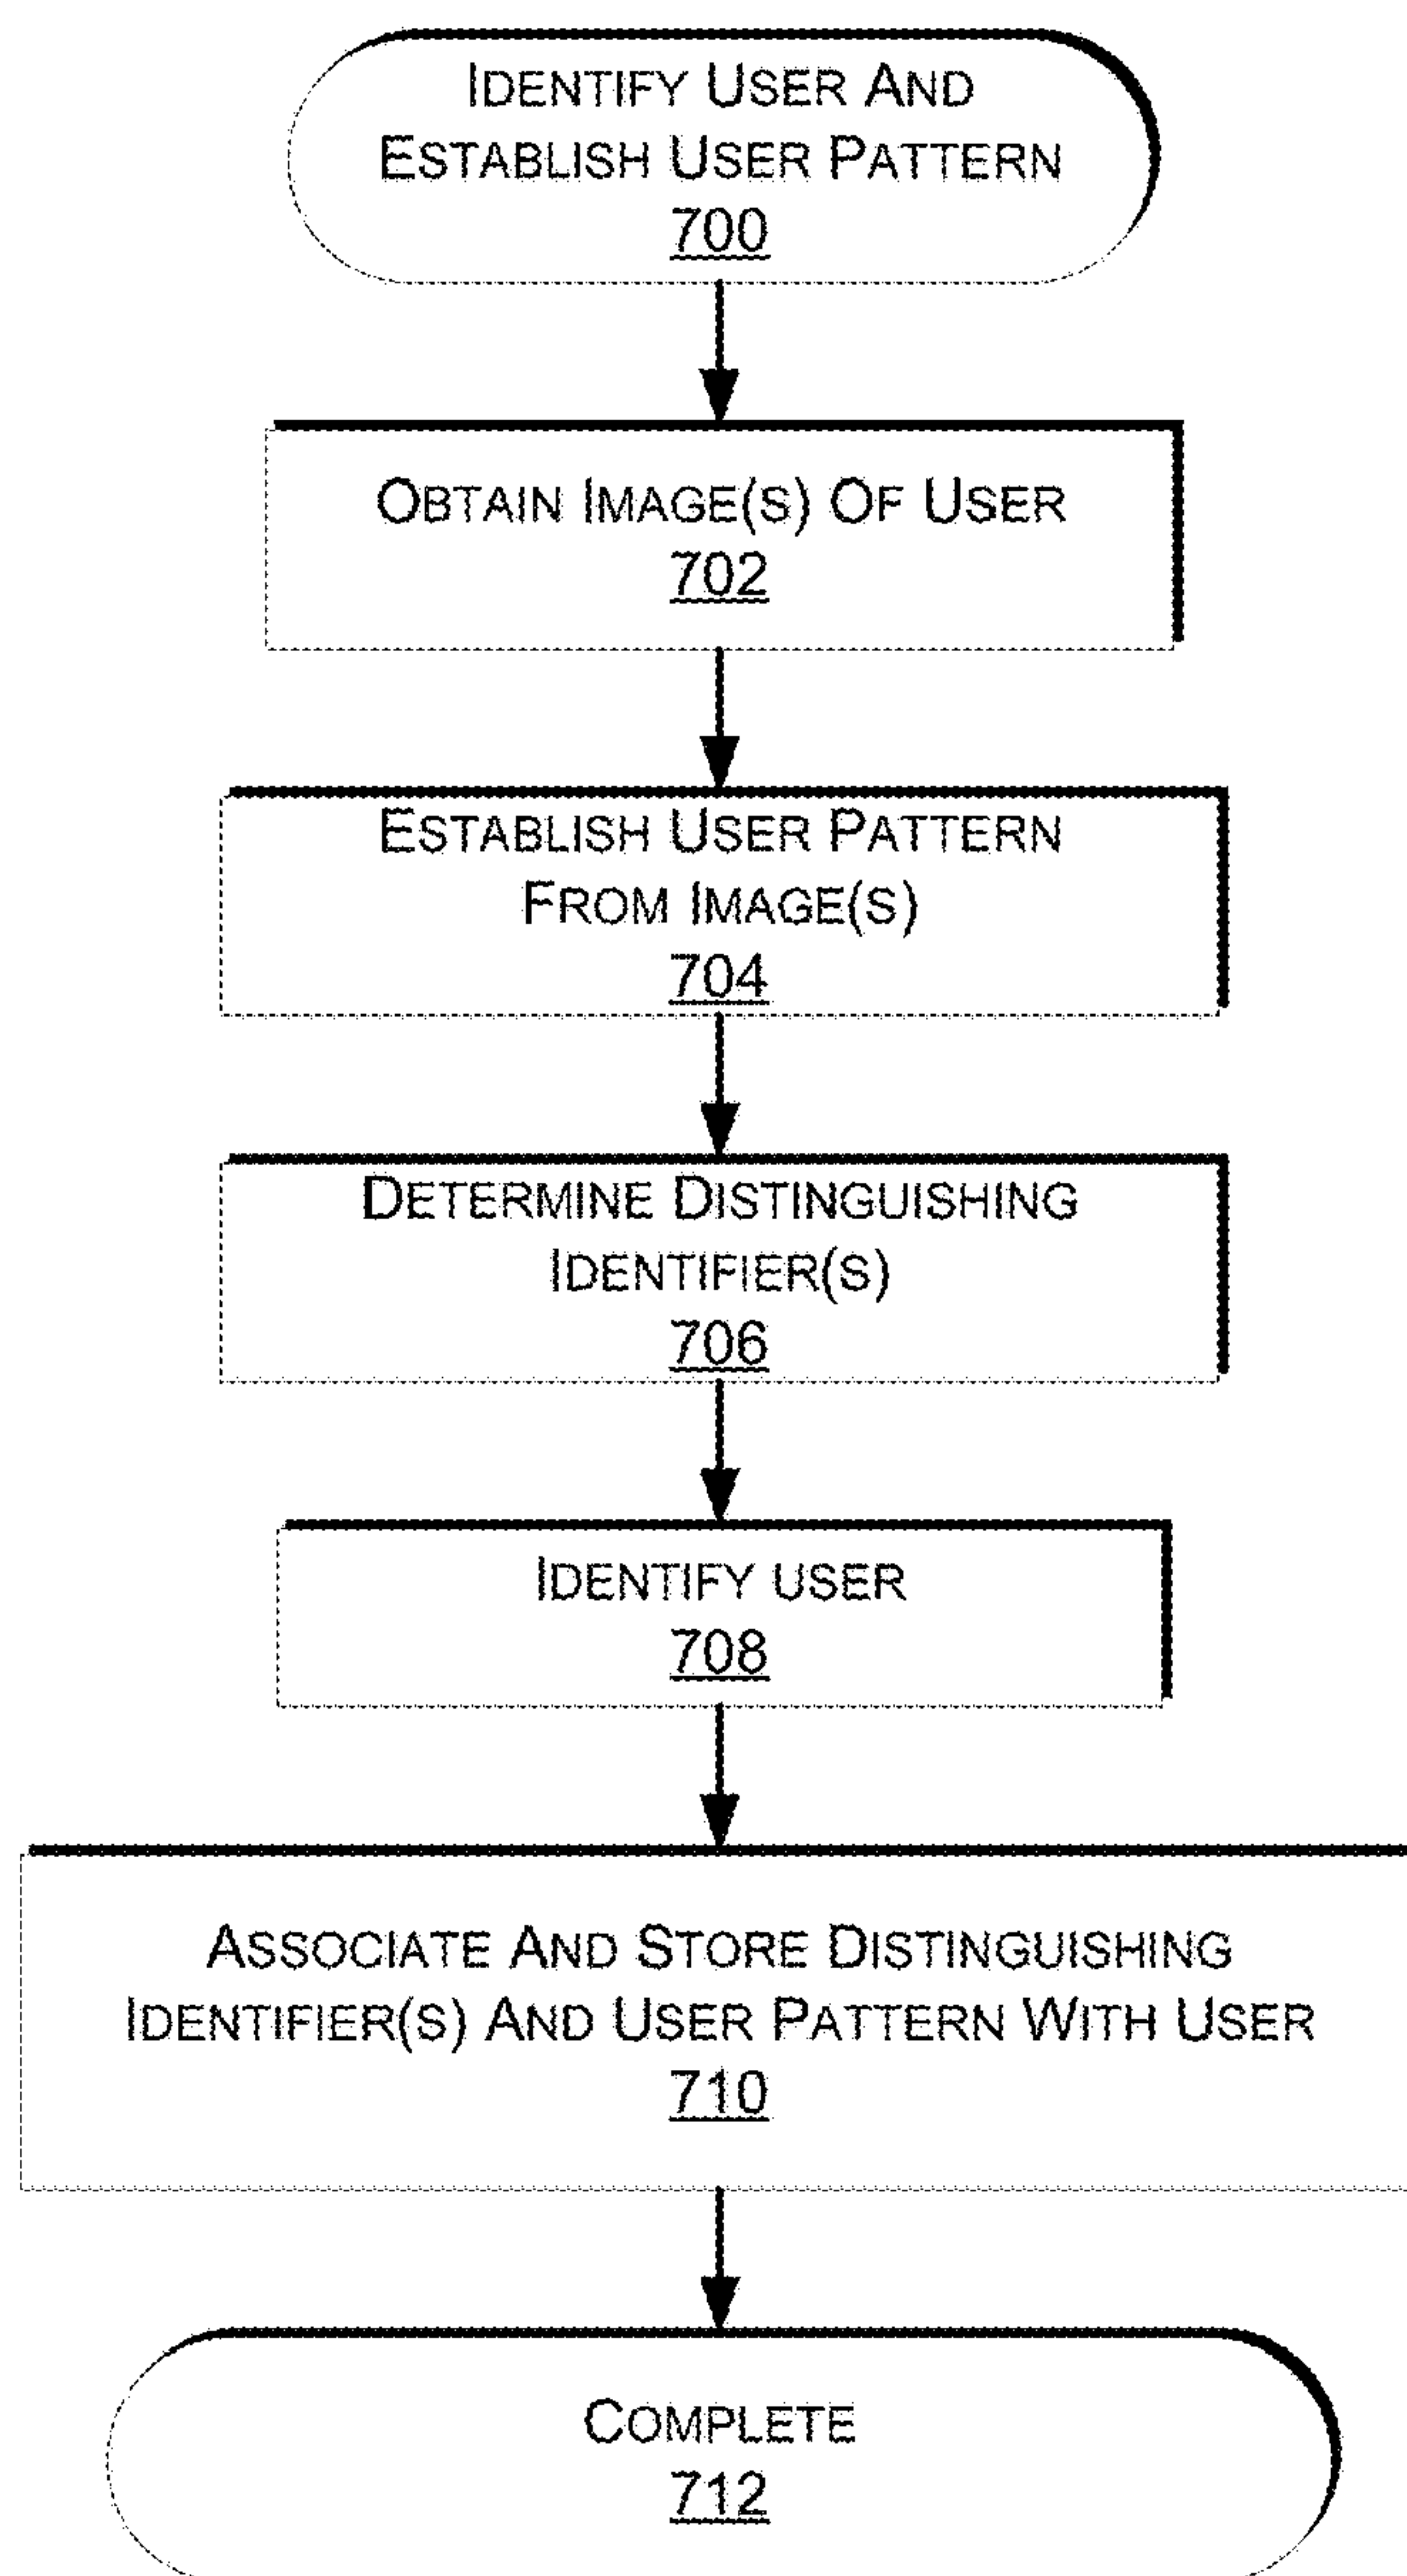 IDENTIFY USER AND
ESTABLISH USER PATTERN
700
OBTAIN IMAGE(S) OF USER
702
ESTABLISH USER PATTERN
FROM IMAGE(S)
704
DETERMINE DISTINGUISHING
IDENTIFIER(S)
706
IDENTIFY USER
708
ASSOCIATE AND STORE DISTINGUISHING
IDENTIFIER(S) AND USER PATTERN WITH USER
710
COMPLETE
712